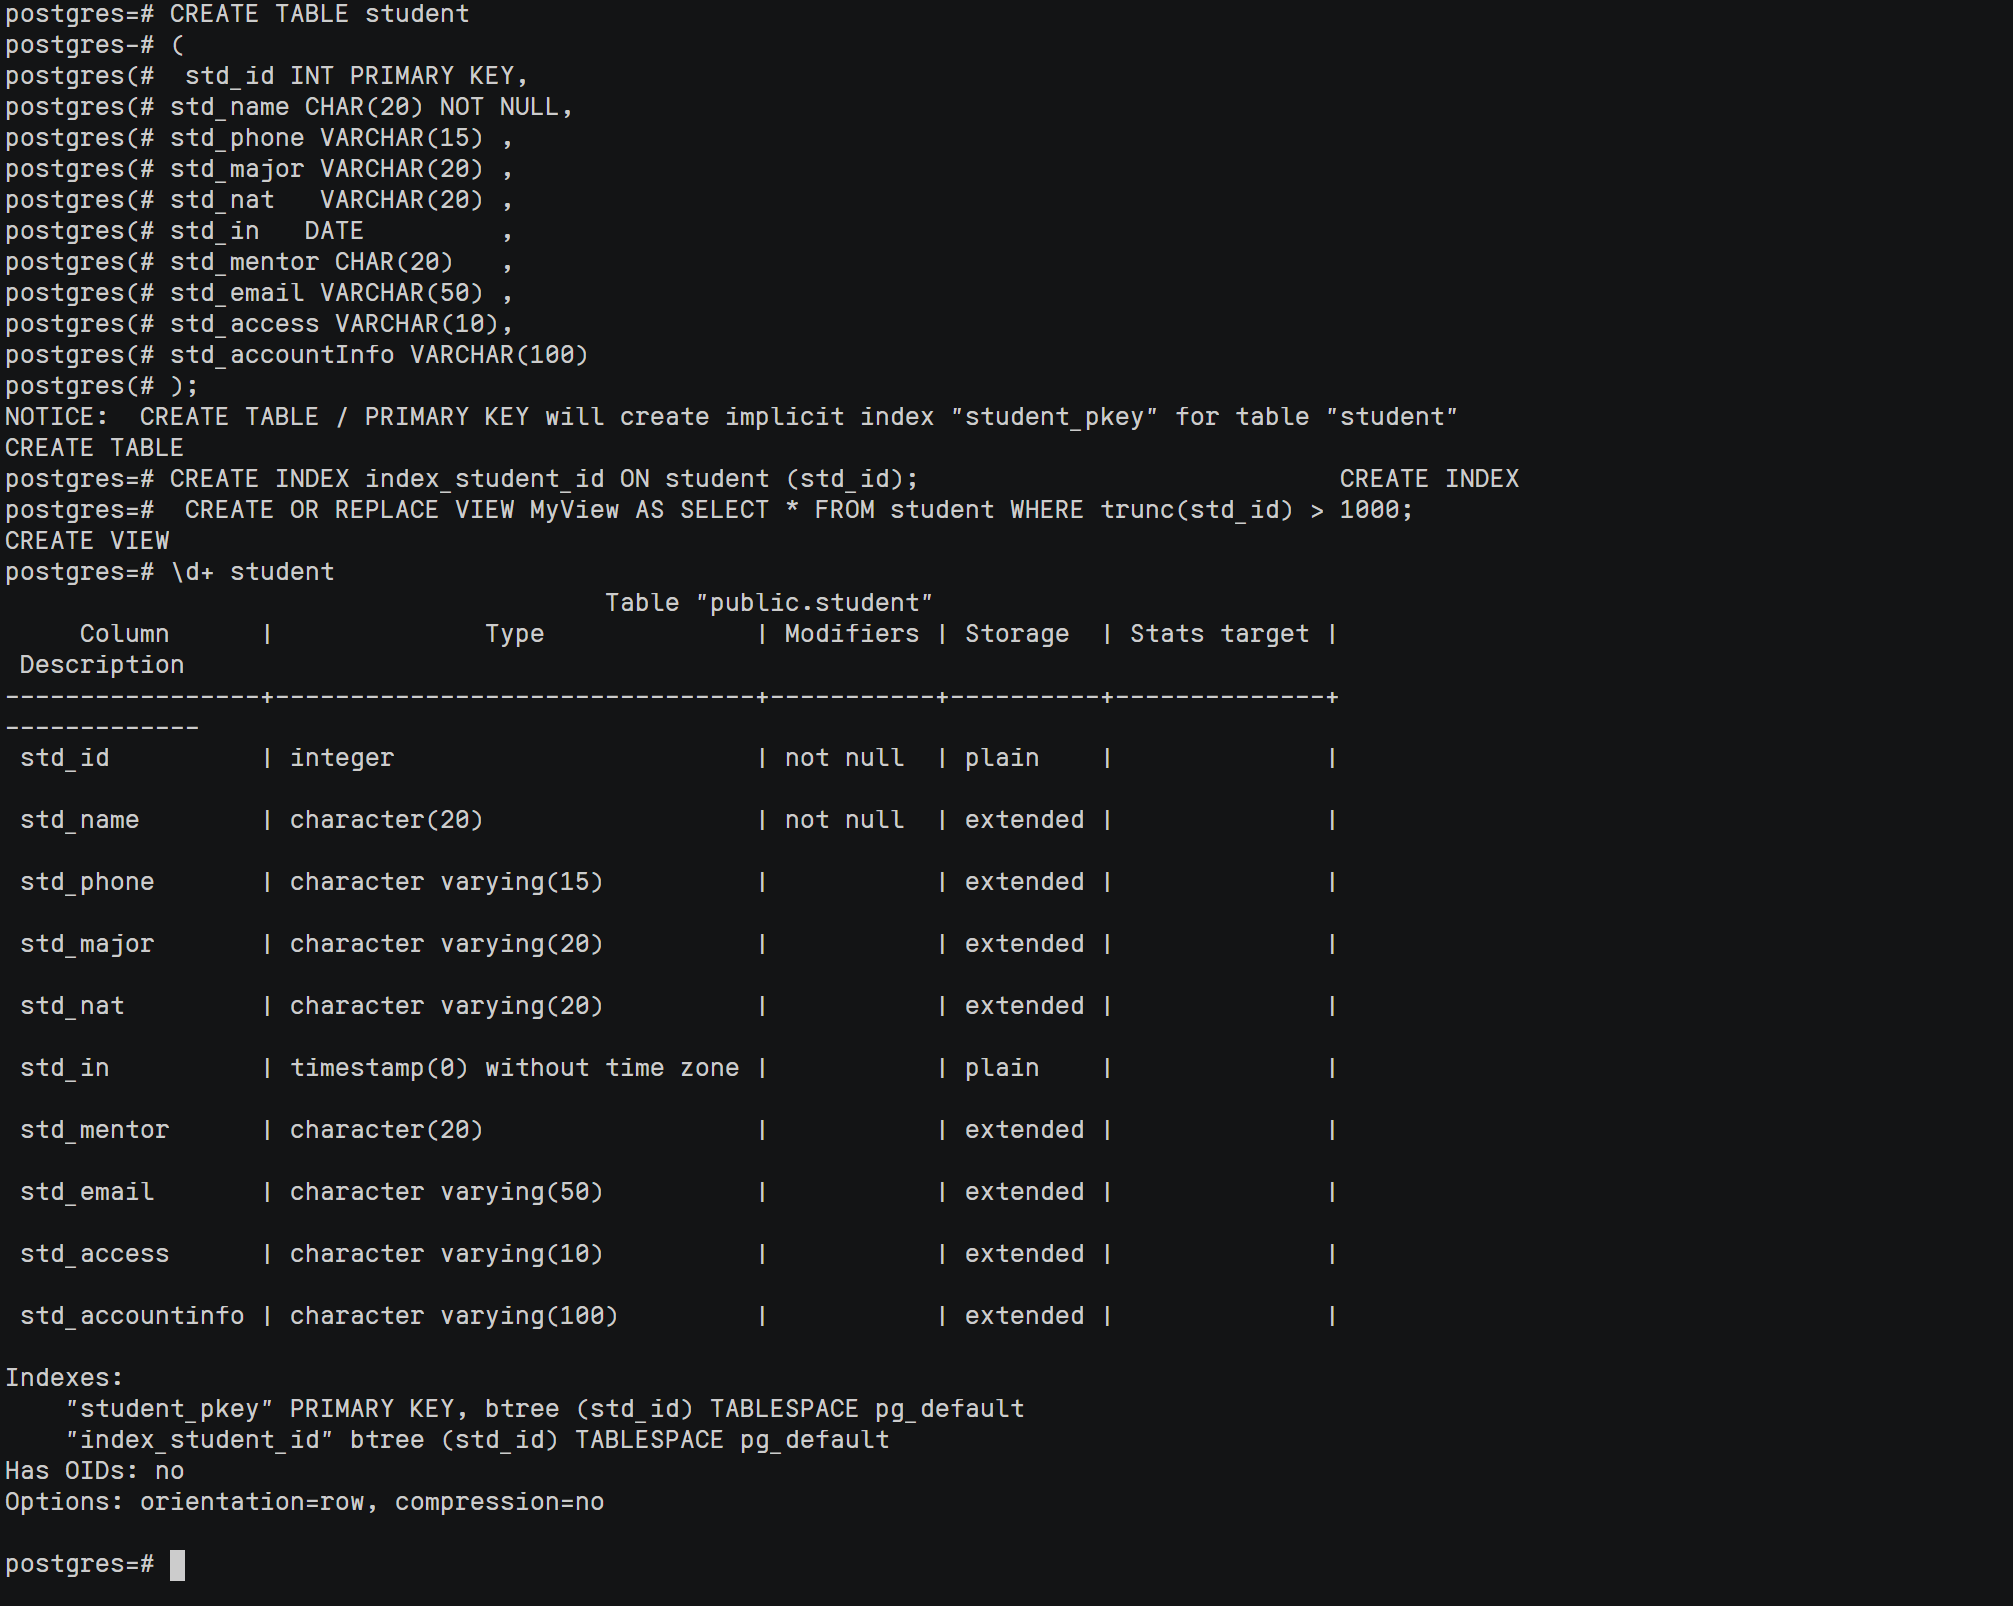 postgres=# CREATE TABLE student
postgres-# (
postgres(#  std_id INT PRIMARY KEY,
postgres(# std_name CHAR(20) NOT NULL,
postgres(# std_phone VARCHAR(15) ,
postgres(# std_major VARCHAR(20) ,
postgres(# std_nat   VARCHAR(20) ,
postgres(# std_in   DATE         ,
postgres(# std_mentor CHAR(20)   ,
postgres(# std_email VARCHAR(50) ,
postgres(# std_access VARCHAR(10),
postgres(# std_accountInfo VARCHAR(100)
postgres(# );
NOTICE:  CREATE TABLE / PRIMARY KEY will create implicit index "student_pkey" for table "student"
CREATE TABLE
postgres=# CREATE INDEX index_student_id ON student (std_id);                            CREATE INDEX
postgres=#  CREATE OR REPLACE VIEW MyView AS SELECT * FROM student WHERE trunc(std_id) > 1000;
CREATE VIEW
postgres=# \d+ student
                                        Table "public.student"
     Column      |              Type              | Modifiers | Storage  | Stats target |
 Description
-----------------+--------------------------------+-----------+----------+--------------+
-------------
 std_id          | integer                        | not null  | plain    |              |
 std_name        | character(20)                  | not null  | extended |              |
 std_phone       | character varying(15)          |           | extended |              |
 std_major       | character varying(20)          |           | extended |              |
 std_nat         | character varying(20)          |           | extended |              |
 std_in          | timestamp(0) without time zone |           | plain    |              |
 std_mentor      | character(20)                  |           | extended |              |
 std_email       | character varying(50)          |           | extended |              |
 std_access      | character varying(10)          |           | extended |              |
 std_accountinfo | character varying(100)         |           | extended |              |
Indexes:
    "student_pkey" PRIMARY KEY, btree (std_id) TABLESPACE pg_default
    "index_student_id" btree (std_id) TABLESPACE pg_default
Has OIDs: no
Options: orientation=row, compression=no
postgres=#